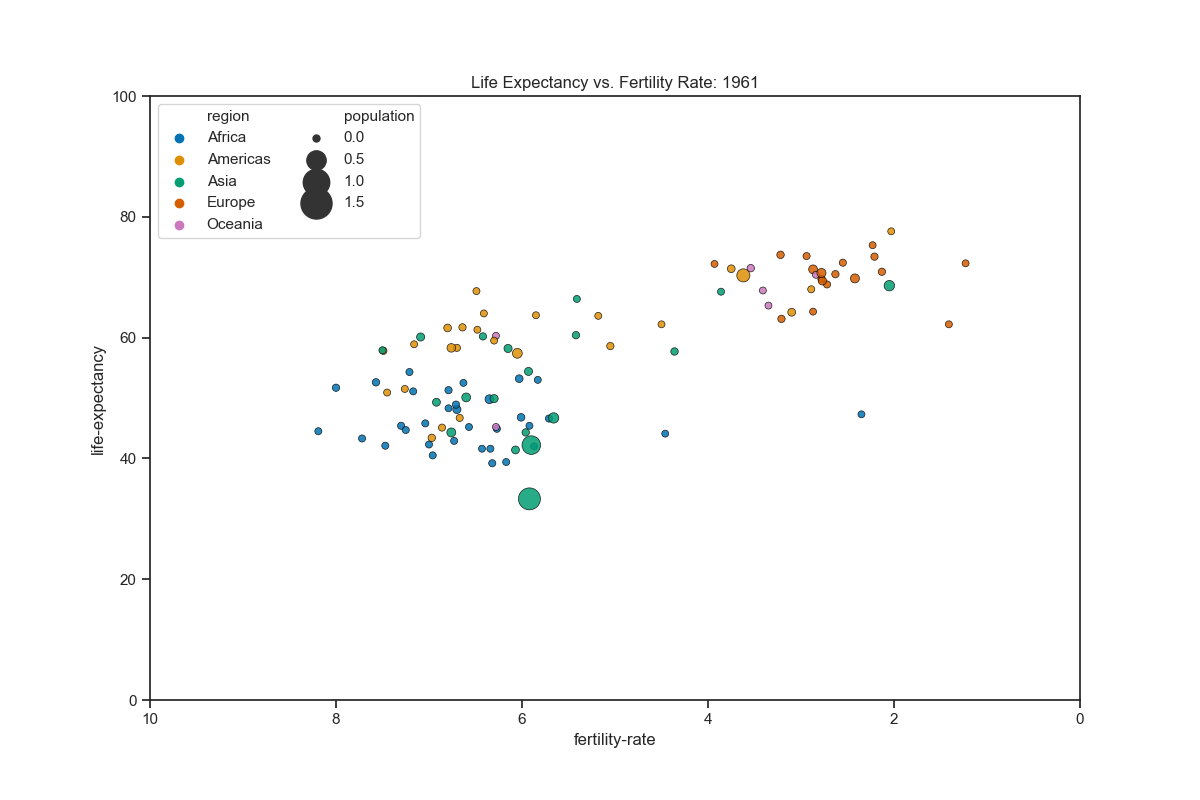 Life Expectancy vs. Fertility Rate: 1961
100
80
60
40
20
0
life-expectancy
region population
Africa 0.0
Americas 0.5
Asia 1.0
Europe 1.5
Oceania
10 8 6 4 2 0
fertility-rate